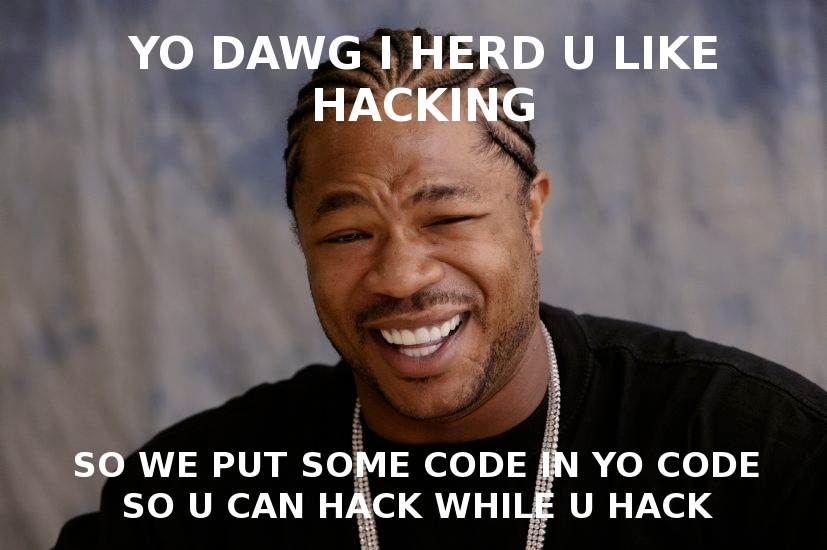 YO DAWG I HERD U LIKE
HACKING
SO WE PUT SOME CODE IN YO CODE
SO U CAN HACK WHILE U HACK